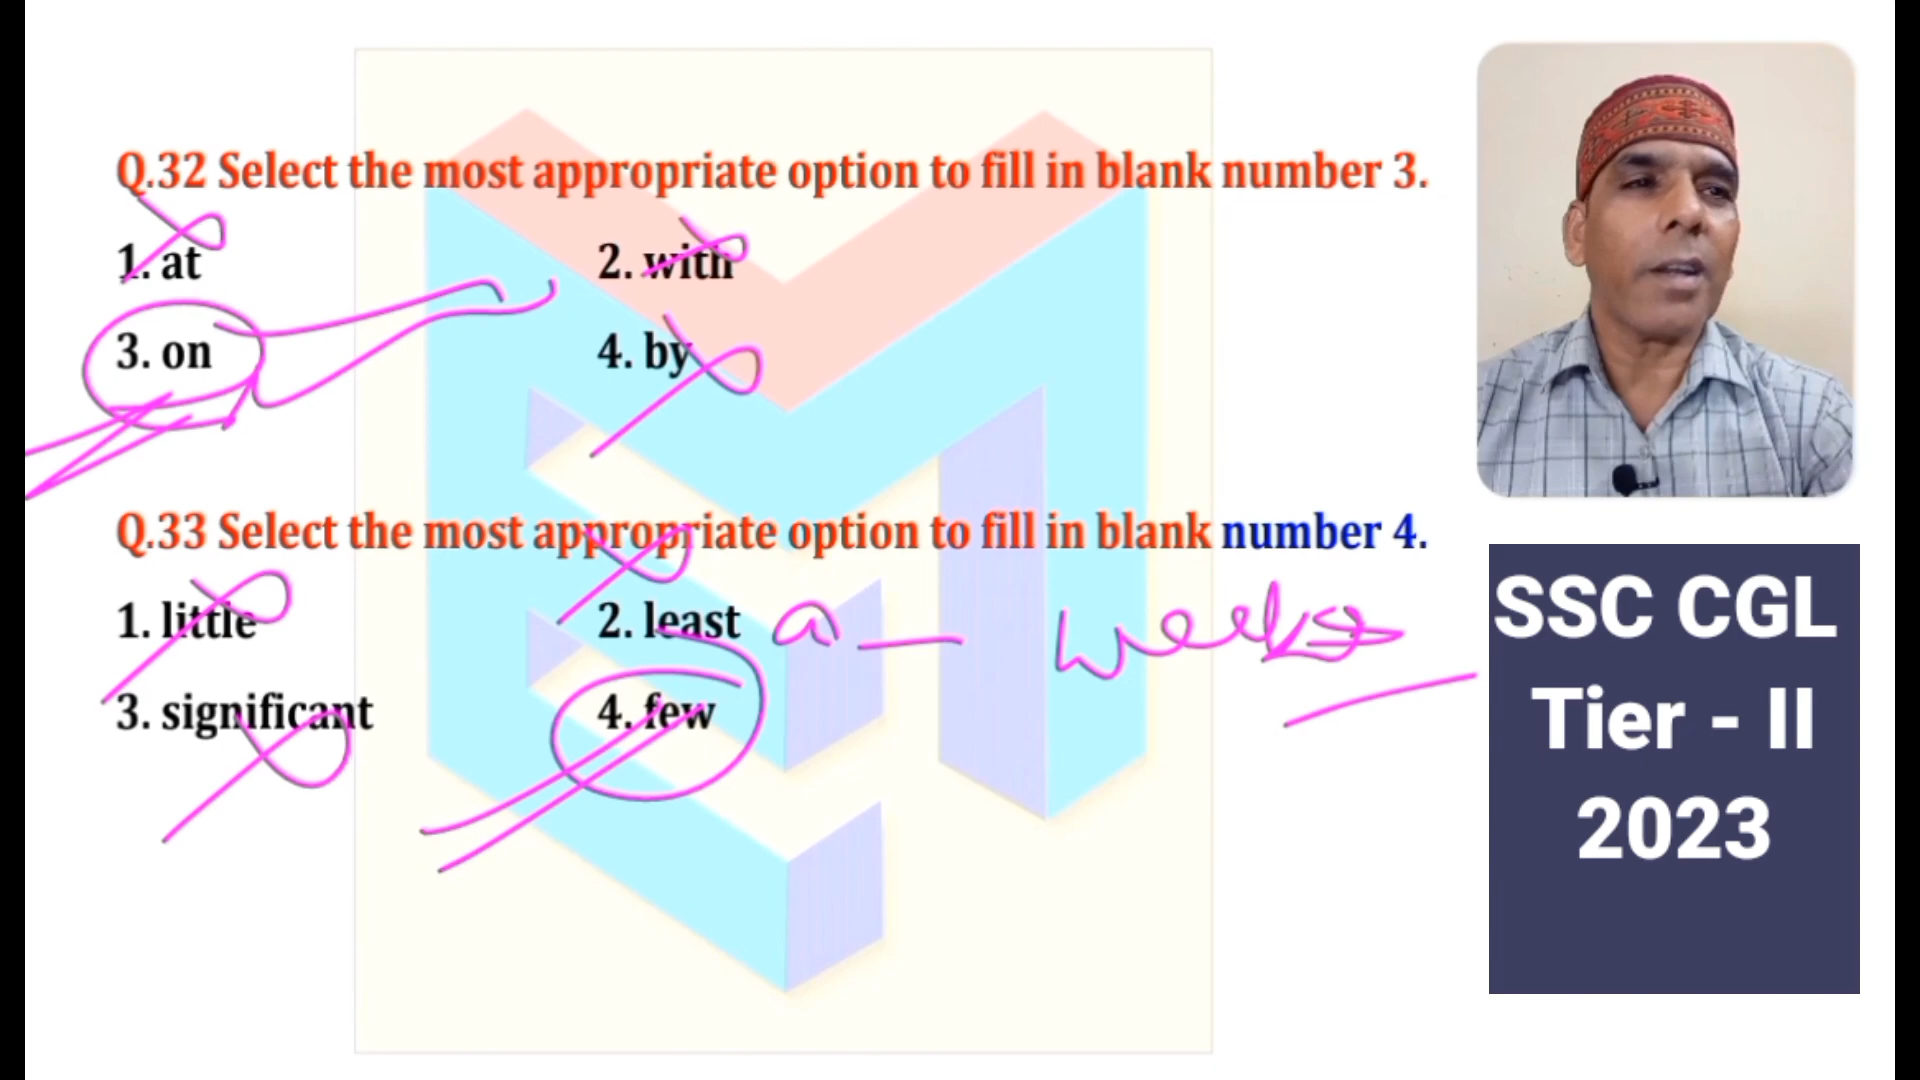 Q.32 Select the most appropriate option to fill in blank number 3.
1. at 2. with
3. on 4. by
Q.33 Select the most appropriate option to fill in blank number 4.
1. little 2. least a — weeks
3. significant 4. few
SSC CGL
Tier - II
2023